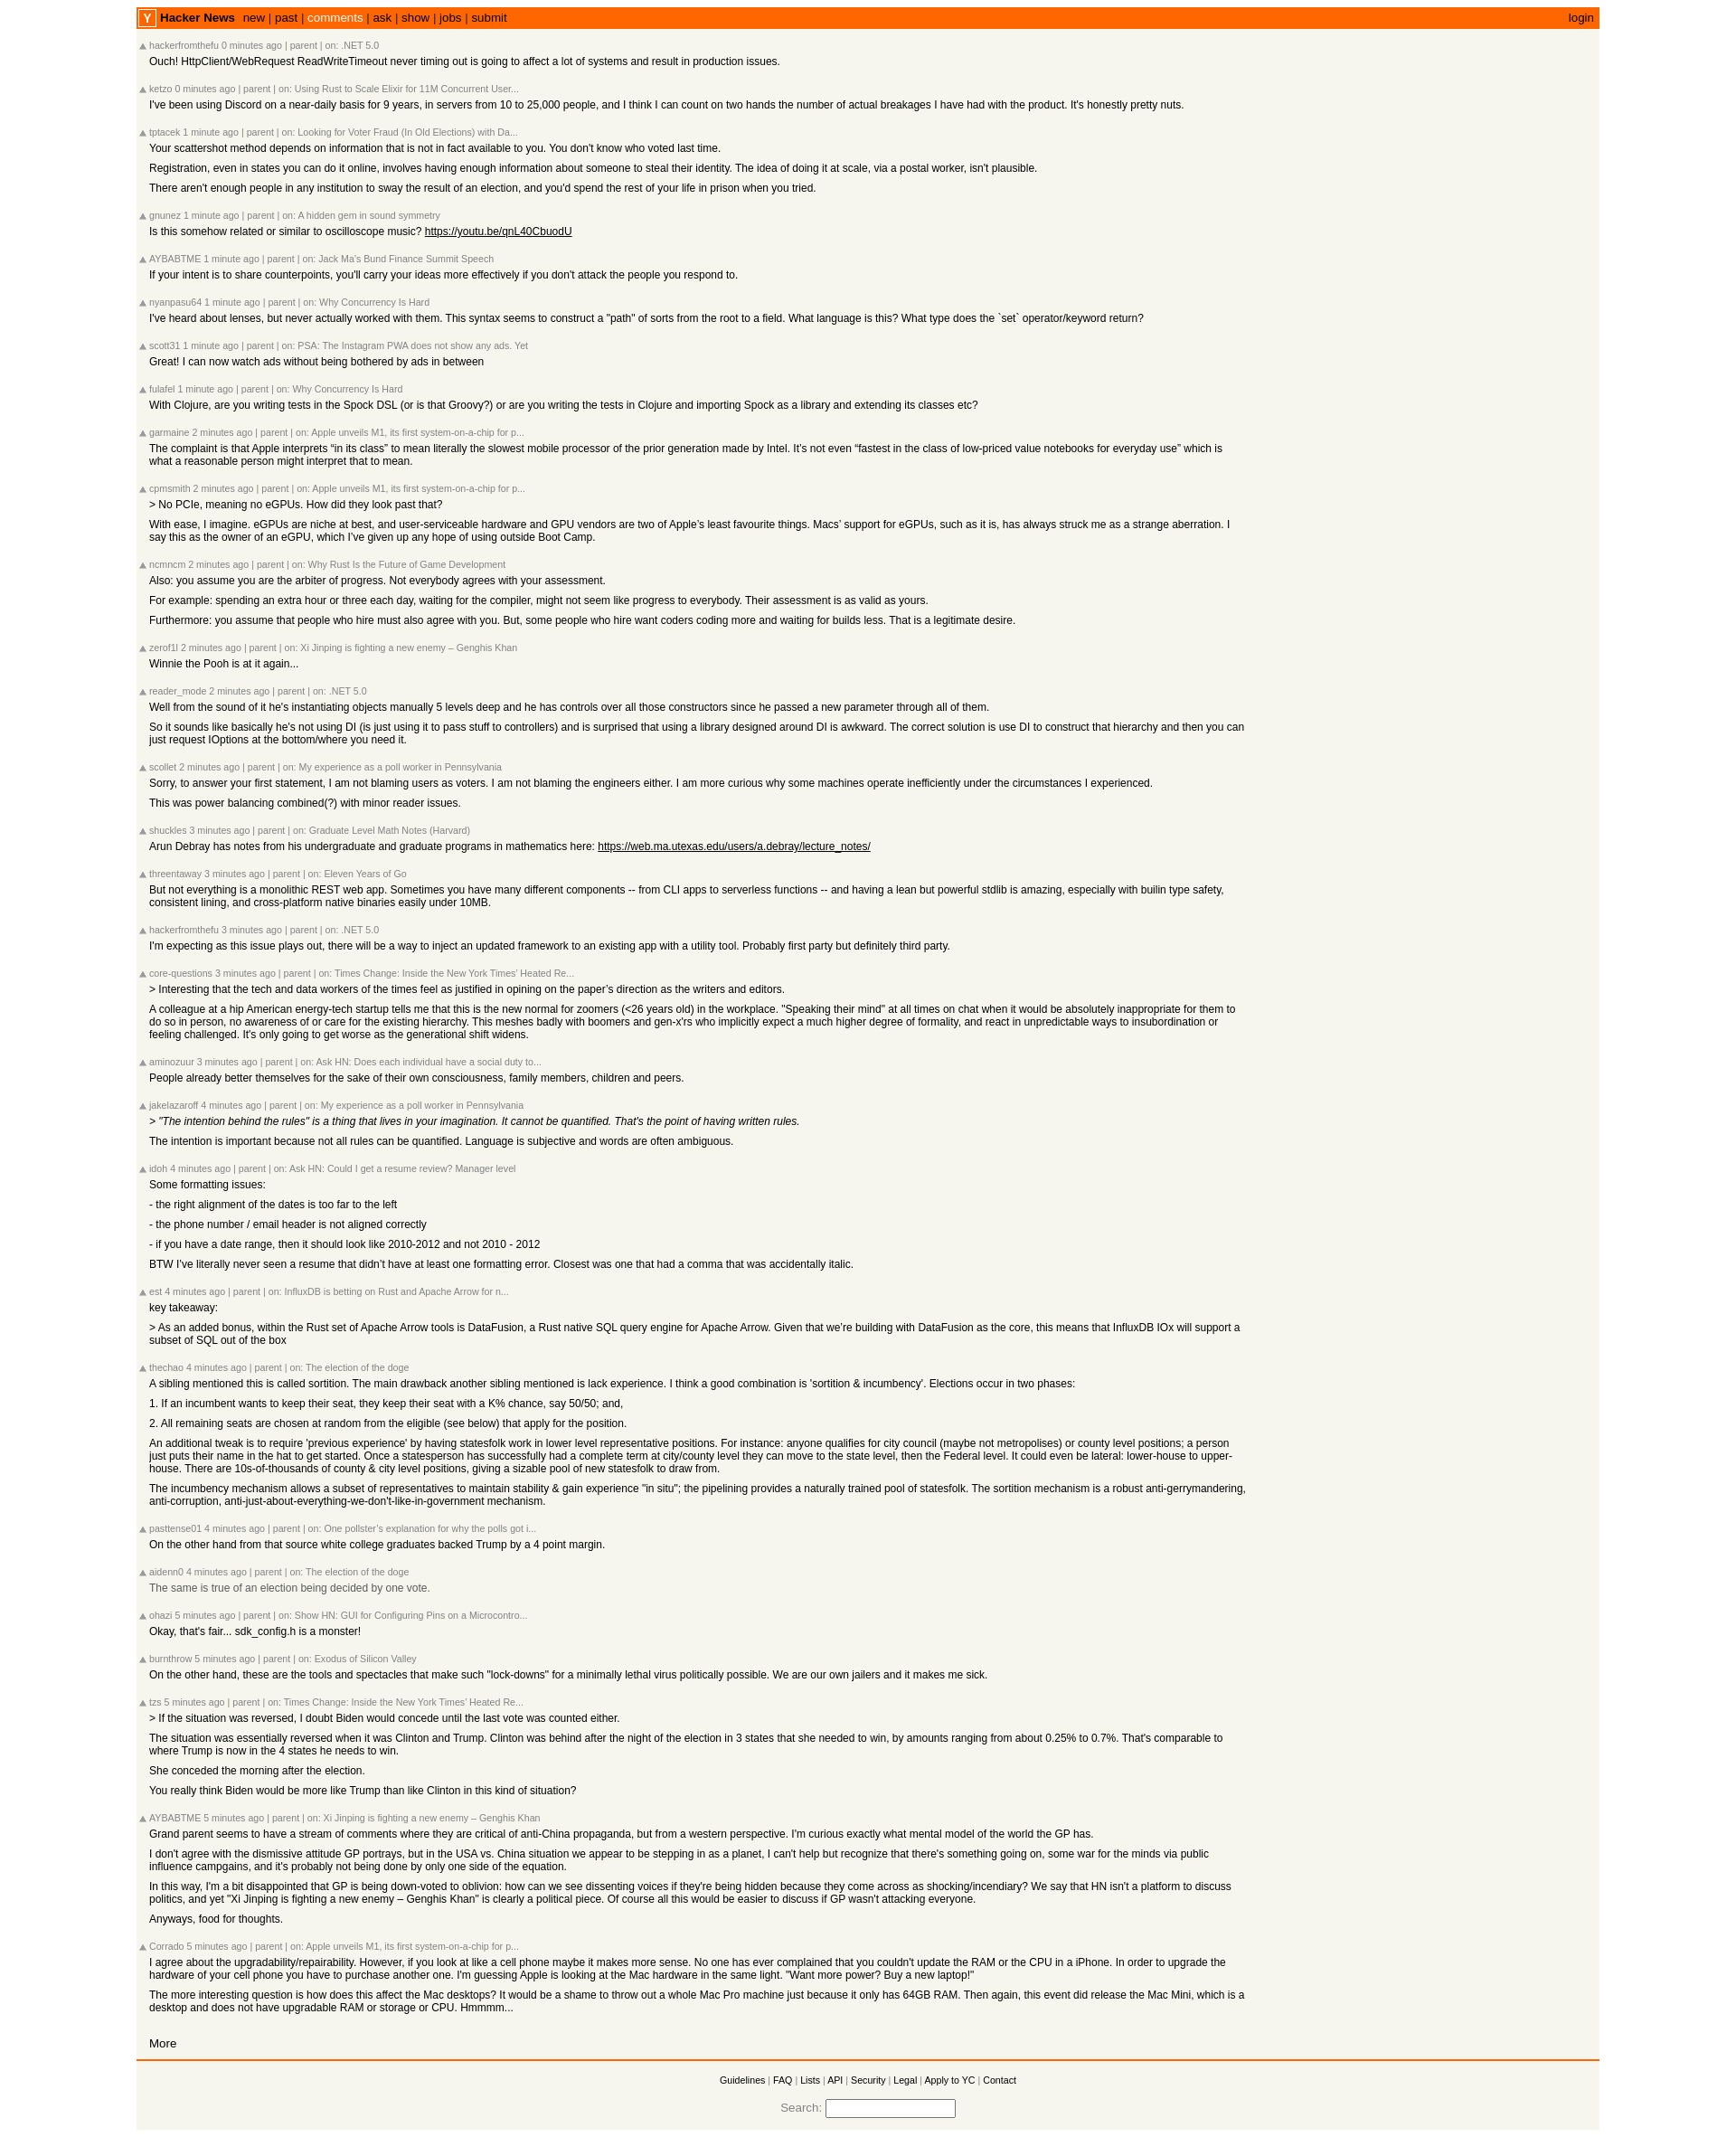 Y Hacker News new | past | comments | ask | show | jobs | submit login
hackerfromthefu 0 minutes ago | parent | on: .NET 5.0
Ouch! HttpClient/WebRequest ReadWriteTimeout never timing out is going to affect a lot of systems and result in production issues.
ketzo 0 minutes ago | parent | on: Using Rust to Scale Elixir for 11M Concurrent User...
I've been using Discord on a near-daily basis for 9 years, in servers from 10 to 25,000 people, and I think I can count on two hands the number of actual breakages I have had with the product. It's honestly pretty nuts.
tptacek 1 minute ago | parent | on: Looking for Voter Fraud (In Old Elections) with Da...
Your scattershot method depends on information that is not in fact available to you. You don't know who voted last time.
Registration, even in states you can do it online, involves having enough information about someone to steal their identity. The idea of doing it at scale, via a postal worker, isn't plausible.
There aren't enough people in any institution to sway the result of an election, and you'd spend the rest of your life in prison when you tried.
gnunez 1 minute ago | parent | on: A hidden gem in sound symmetry
Is this somehow related or similar to oscilloscope music? https://youtu.be/qnL40CbuodU
AYBABTME 1 minute ago | parent | on: Jack Ma's Bund Finance Summit Speech
If your intent is to share counterpoints, you'll carry your ideas more effectively if you don't attack the people you respond to.
nyanpasu64 1 minute ago | parent | on: Why Concurrency Is Hard
I've heard about lenses, but never actually worked with them. This syntax seems to construct a "path" of sorts from the root to a field. What language is this? What type does the `set` operator/keyword return?
scott31 1 minute ago | parent | on: PSA: The Instagram PWA does not show any ads. Yet
Great! I can now watch ads without being bothered by ads in between
fulafel 1 minute ago | parent | on: Why Concurrency Is Hard
With Clojure, are you writing tests in the Spock DSL (or is that Groovy?) or are you writing the tests in Clojure and importing Spock as a library and extending its classes etc?
garmaine 2 minutes ago | parent | on: Apple unveils M1, its first system-on-a-chip for p...
The complaint is that Apple interprets “in its class” to mean literally the slowest mobile processor of the prior generation made by Intel. It’s not even “fastest in the class of low-priced value notebooks for everyday use” which is
what a reasonable person might interpret that to mean.
cpmsmith 2 minutes ago | parent | on: Apple unveils M1, its first system-on-a-chip for p...
> No PCIe, meaning no eGPUs. How did they look past that?
With ease, I imagine. eGPUs are niche at best, and user-serviceable hardware and GPU vendors are two of Apple’s least favourite things. Macs’ support for eGPUs, such as it is, has always struck me as a strange aberration. I
say this as the owner of an eGPU, which I’ve given up any hope of using outside Boot Camp.
ncmncm 2 minutes ago | parent | on: Why Rust Is the Future of Game Development
Also: you assume you are the arbiter of progress. Not everybody agrees with your assessment.
For example: spending an extra hour or three each day, waiting for the compiler, might not seem like progress to everybody. Their assessment is as valid as yours.
Furthermore: you assume that people who hire must also agree with you. But, some people who hire want coders coding more and waiting for builds less. That is a legitimate desire.
zerof1l 2 minutes ago | parent | on: Xi Jinping is fighting a new enemy – Genghis Khan
Winnie the Pooh is at it again...
reader_mode 2 minutes ago | parent | on: .NET 5.0
Well from the sound of it he's instantiating objects manually 5 levels deep and he has controls over all those constructors since he passed a new parameter through all of them.
So it sounds like basically he's not using DI (is just using it to pass stuff to controllers) and is surprised that using a library designed around DI is awkward. The correct solution is use DI to construct that hierarchy and then you can
just request IOptions at the bottom/where you need it.
scollet 2 minutes ago | parent | on: My experience as a poll worker in Pennsylvania
Sorry, to answer your first statement, I am not blaming users as voters. I am not blaming the engineers either. I am more curious why some machines operate inefficiently under the circumstances I experienced.
This was power balancing combined(?) with minor reader issues.
shuckles 3 minutes ago | parent | on: Graduate Level Math Notes (Harvard)
Arun Debray has notes from his undergraduate and graduate programs in mathematics here: https://web.ma.utexas.edu/users/a.debray/lecture_notes/
threentaway 3 minutes ago | parent | on: Eleven Years of Go
But not everything is a monolithic REST web app. Sometimes you have many different components -- from CLI apps to serverless functions -- and having a lean but powerful stdlib is amazing, especially with builin type safety,
consistent lining, and cross-platform native binaries easily under 10MB.
hackerfromthefu 3 minutes ago | parent | on: .NET 5.0
I'm expecting as this issue plays out, there will be a way to inject an updated framework to an existing app with a utility tool. Probably first party but definitely third party.
core-questions 3 minutes ago | parent | on: Times Change: Inside the New York Times’ Heated Re...
> Interesting that the tech and data workers of the times feel as justified in opining on the paper’s direction as the writers and editors.
A colleague at a hip American energy-tech startup tells me that this is the new normal for zoomers (<26 years old) in the workplace. "Speaking their mind" at all times on chat when it would be absolutely inappropriate for them to
do so in person, no awareness of or care for the existing hierarchy. This meshes badly with boomers and gen-x'rs who implicitly expect a much higher degree of formality, and react in unpredictable ways to insubordination or
feeling challenged. It's only going to get worse as the generational shift widens.
aminozuur 3 minutes ago | parent | on: Ask HN: Does each individual have a social duty to...
People already better themselves for the sake of their own consciousness, family members, children and peers.
jakelazaroff 4 minutes ago | parent | on: My experience as a poll worker in Pennsylvania
> "The intention behind the rules" is a thing that lives in your imagination. It cannot be quantified. That's the point of having written rules.
The intention is important because not all rules can be quantified. Language is subjective and words are often ambiguous.
idoh 4 minutes ago | parent | on: Ask HN: Could I get a resume review? Manager level
Some formatting issues:
- the right alignment of the dates is too far to the left
- the phone number / email header is not aligned correctly
- if you have a date range, then it should look like 2010-2012 and not 2010 - 2012
BTW I’ve literally never seen a resume that didn’t have at least one formatting error. Closest was one that had a comma that was accidentally italic.
est 4 minutes ago | parent | on: InfluxDB is betting on Rust and Apache Arrow for n...
key takeaway:
> As an added bonus, within the Rust set of Apache Arrow tools is DataFusion, a Rust native SQL query engine for Apache Arrow. Given that we’re building with DataFusion as the core, this means that InfluxDB IOx will support a
subset of SQL out of the box
thechao 4 minutes ago | parent | on: The election of the doge
A sibling mentioned this is called sortition. The main drawback another sibling mentioned is lack experience. I think a good combination is 'sortition & incumbency'. Elections occur in two phases:
1. If an incumbent wants to keep their seat, they keep their seat with a K% chance, say 50/50; and,
2. All remaining seats are chosen at random from the eligible (see below) that apply for the position.
An additional tweak is to require 'previous experience' by having statesfolk work in lower level representative positions. For instance: anyone qualifies for city council (maybe not metropolises) or county level positions; a person
just puts their name in the hat to get started. Once a statesperson has successfully had a complete term at city/county level they can move to the state level, then the Federal level. It could even be lateral: lower-house to upper-
house. There are 10s-of-thousands of county & city level positions, giving a sizable pool of new statesfolk to draw from.
The incumbency mechanism allows a subset of representatives to maintain stability & gain experience "in situ"; the pipelining provides a naturally trained pool of statesfolk. The sortition mechanism is a robust anti-gerrymandering,
anti-corruption, anti-just-about-everything-we-don't-like-in-government mechanism.
pasttense01 4 minutes ago | parent | on: One pollster’s explanation for why the polls got i...
On the other hand from that source white college graduates backed Trump by a 4 point margin.
aidenn0 4 minutes ago | parent | on: The election of the doge
The same is true of an election being decided by one vote.
ohazi 5 minutes ago | parent | on: Show HN: GUI for Configuring Pins on a Microcontro...
Okay, that's fair... sdk_config.h is a monster!
burnthrow 5 minutes ago | parent | on: Exodus of Silicon Valley
On the other hand, these are the tools and spectacles that make such "lock-downs" for a minimally lethal virus politically possible. We are our own jailers and it makes me sick.
tzs 5 minutes ago | parent | on: Times Change: Inside the New York Times’ Heated Re...
> If the situation was reversed, I doubt Biden would concede until the last vote was counted either.
The situation was essentially reversed when it was Clinton and Trump. Clinton was behind after the night of the election in 3 states that she needed to win, by amounts ranging from about 0.25% to 0.7%. That's comparable to
where Trump is now in the 4 states he needs to win.
She conceded the morning after the election.
You really think Biden would be more like Trump than like Clinton in this kind of situation?
AYBABTME 5 minutes ago | parent | on: Xi Jinping is fighting a new enemy – Genghis Khan
Grand parent seems to have a stream of comments where they are critical of anti-China propaganda, but from a western perspective. I'm curious exactly what mental model of the world the GP has.
I don't agree with the dismissive attitude GP portrays, but in the USA vs. China situation we appear to be stepping in as a planet, I can't help but recognize that there's something going on, some war for the minds via public
influence campgains, and it's probably not being done by only one side of the equation.
In this way, I'm a bit disappointed that GP is being down-voted to oblivion: how can we see dissenting voices if they're being hidden because they come across as shocking/incendiary? We say that HN isn't a platform to discuss
politics, and yet "Xi Jinping is fighting a new enemy – Genghis Khan" is clearly a political piece. Of course all this would be easier to discuss if GP wasn't attacking everyone.
Anyways, food for thoughts.
Corrado 5 minutes ago | parent | on: Apple unveils M1, its first system-on-a-chip for p...
I agree about the upgradability/repairability. However, if you look at like a cell phone maybe it makes more sense. No one has ever complained that you couldn't update the RAM or the CPU in a iPhone. In order to upgrade the
hardware of your cell phone you have to purchase another one. I'm guessing Apple is looking at the Mac hardware in the same light. "Want more power? Buy a new laptop!"
The more interesting question is how does this affect the Mac desktops? It would be a shame to throw out a whole Mac Pro machine just because it only has 64GB RAM. Then again, this event did release the Mac Mini, which is a
desktop and does not have upgradable RAM or storage or CPU. Hmmmm...
More
Guidelines | FAQ | Lists | API | Security | Legal | Apply to YC | Contact
Search: